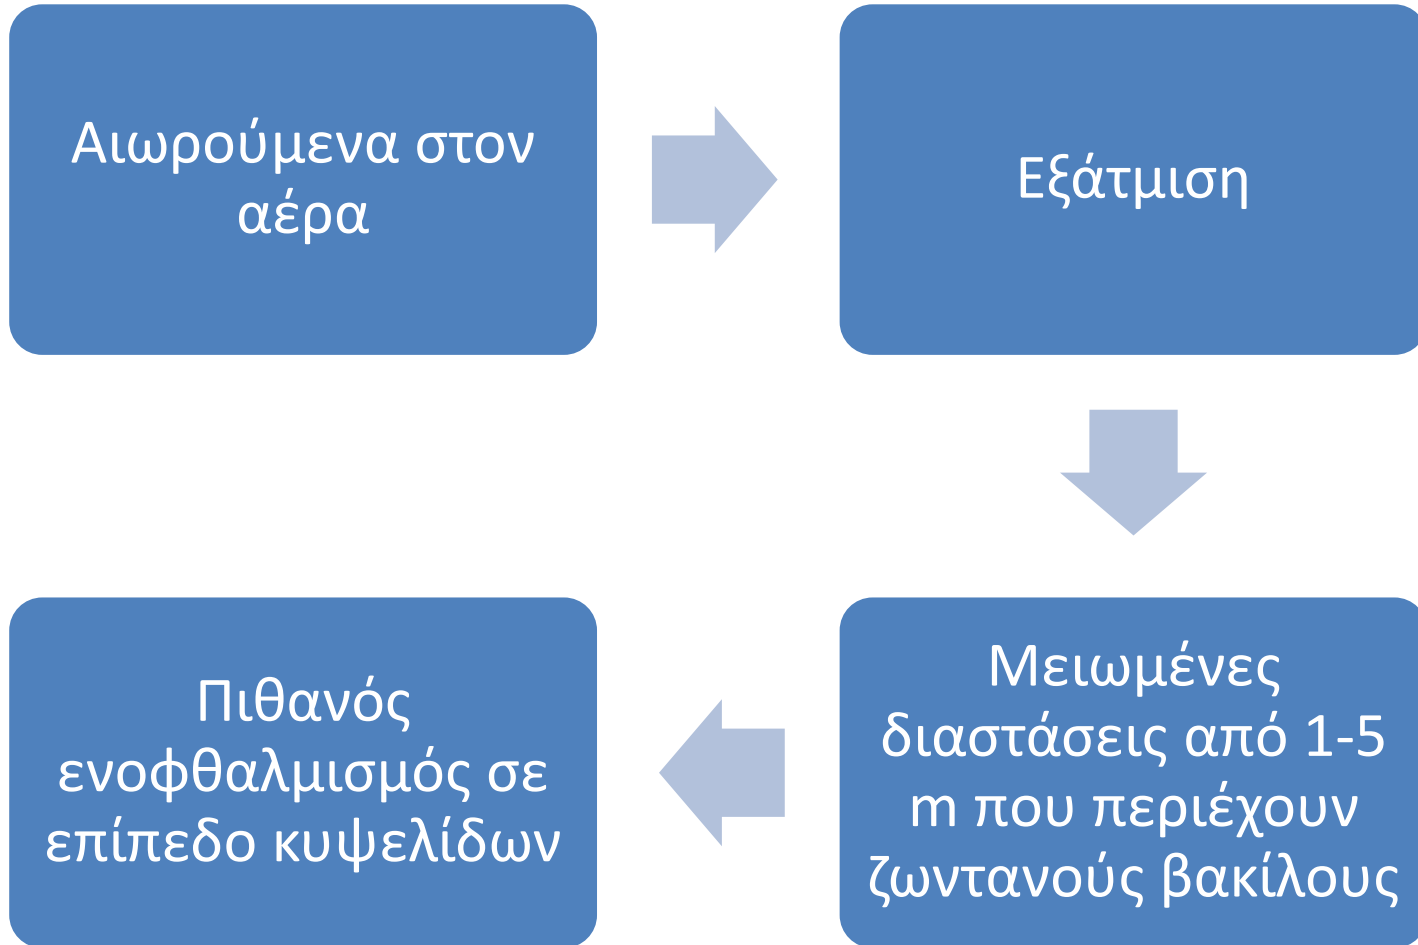 Αιωρούμενα στον
αέρα
Εξάτμιση
Μειωμένες
διαστάσεις από 1-5
m που περιέχουν
ζωντανούς βακίλους
Πιθανός
ενοφθαλμισμός σε
επίπεδο κυψελίδων